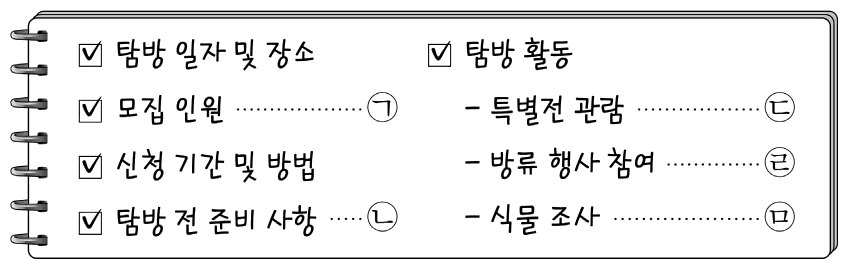 ☑ 탐방 일자 및 장소
☑ 모집 인원 ··················· ㉠
☑ 신청 기간 및 방법
☑ 탐방 전 준비 사항 ····· ㉡
☑ 탐방 활동
– 특별전 관람 ·················· ㉢
– 방류 행사 참여 ·············· ㉣
– 식물 조사 ······················ ㉤